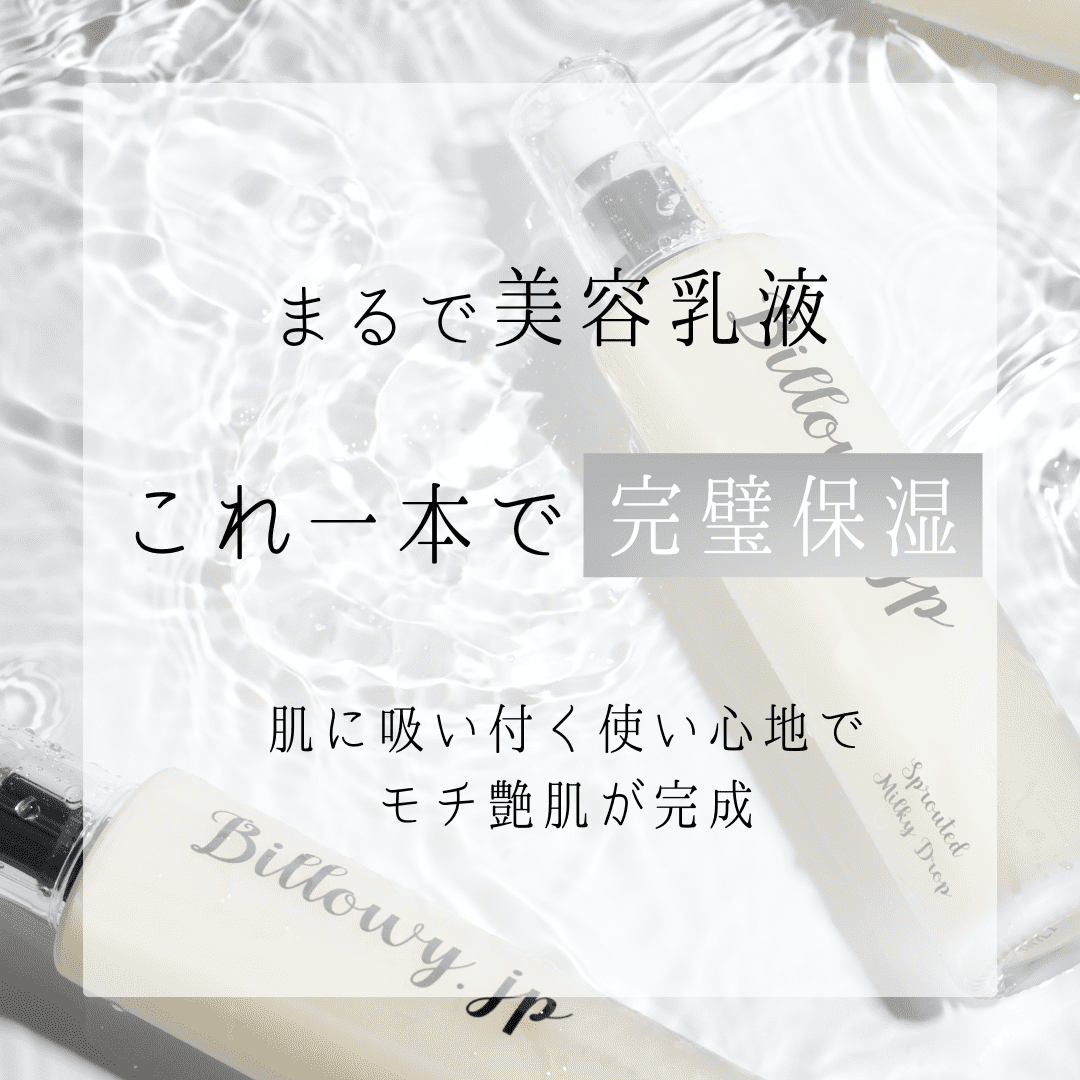 まるで美容乳液
これ一本で 完璧保湿
肌に吸い付く使い心地で
モチ艶肌が完成
Billowy.jp
Sprouted
Milky Drop
Billowy.jp